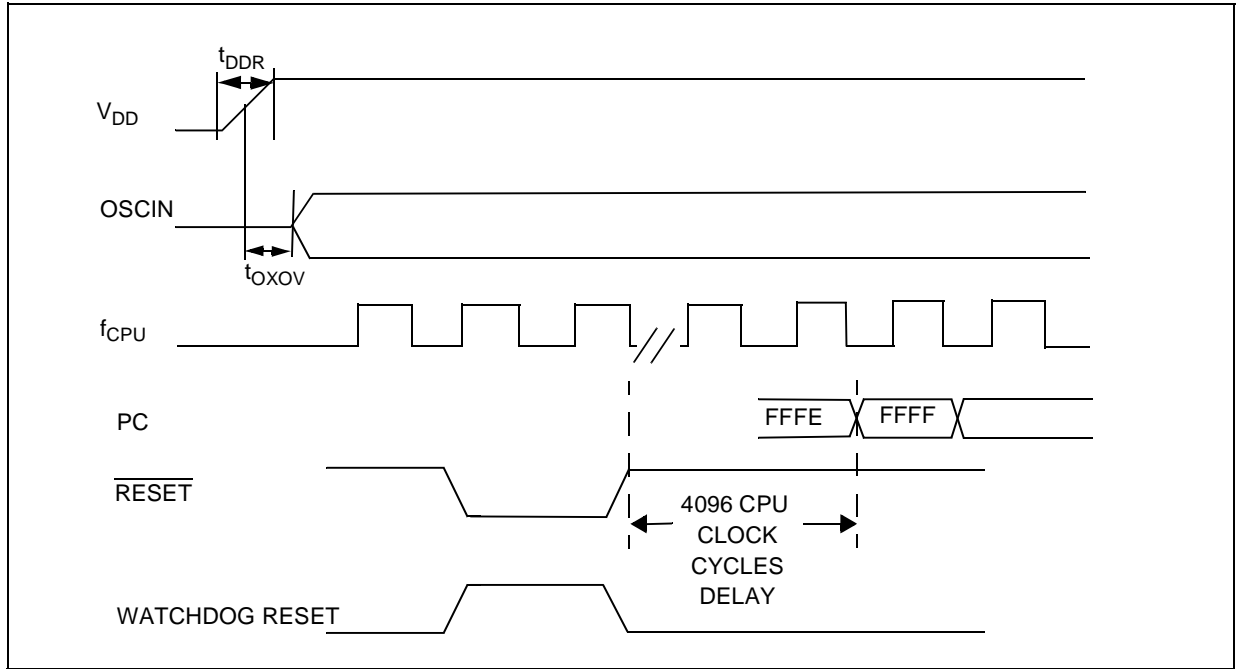 tDDR
VDD
OSCIN
tOXOV
fCPU
PC
FFFE
FFFF
RESET
4096 CPU
CLOCK
CYCLES
DELAY
WATCHDOG RESET